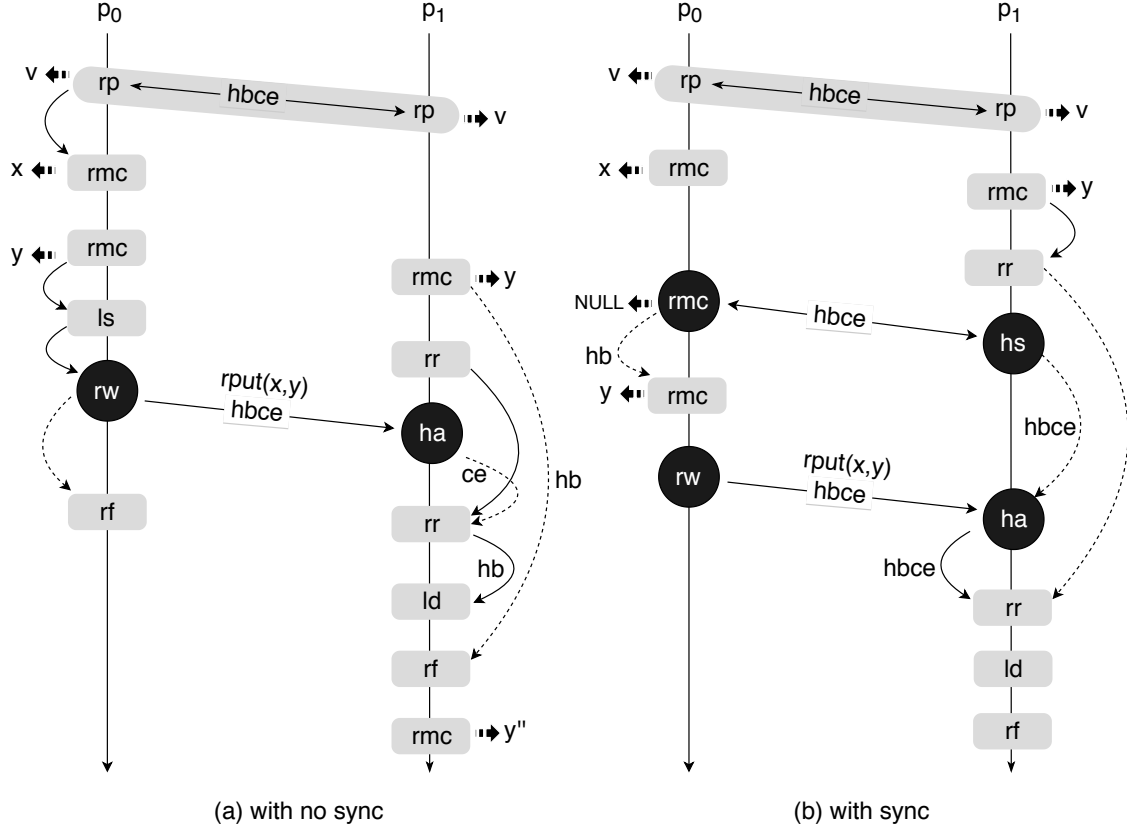 p0 p1 p0 p1
v rp hbce rp v
v rp hbce rp v
x rmc
x rmc
rmc y
y rmc
rr
rmc y
ls
NULL rmc hbce hs
rr
hb
rw rput(x,y) hbce ha
y rmc
hbce
ce
hb
rw rput(x,y) hbce ha
rf
rr
hb
hbce
ld
rr
rf
ld
rmc y"
rf
(a) with no sync
(b) with sync